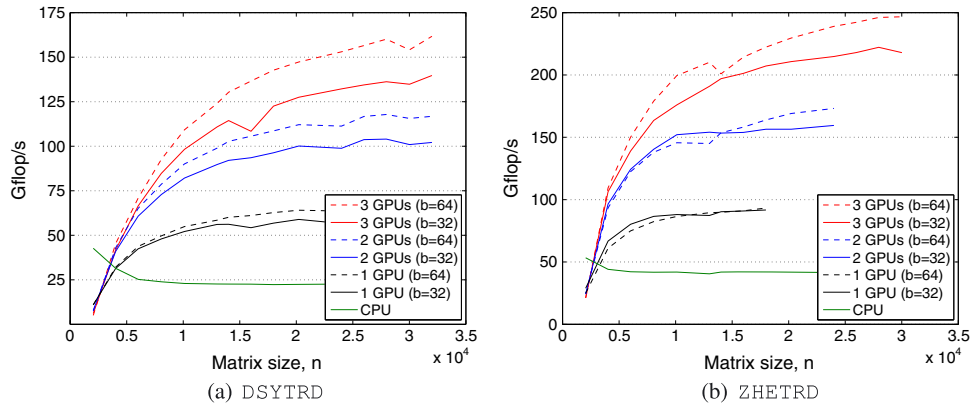 175
150
125
100
75
50
25
Gflop/s
3 GPUs (b=64)
3 GPUs (b=32)
2 GPUs (b=64)
2 GPUs (b=32)
1 GPU (b=64)
1 GPU (b=32)
CPU
0 0.5 1 1.5 2 2.5 3 3.5
x 10^4
Matrix size, n
(a) DSYTRD
250
200
150
100
50
0
Gflop/s
3 GPUs (b=64)
3 GPUs (b=32)
2 GPUs (b=64)
2 GPUs (b=32)
1 GPU (b=64)
1 GPU (b=32)
CPU
0 0.5 1 1.5 2 2.5 3 3.5
x 10^4
Matrix size, n
(b) ZHETRD